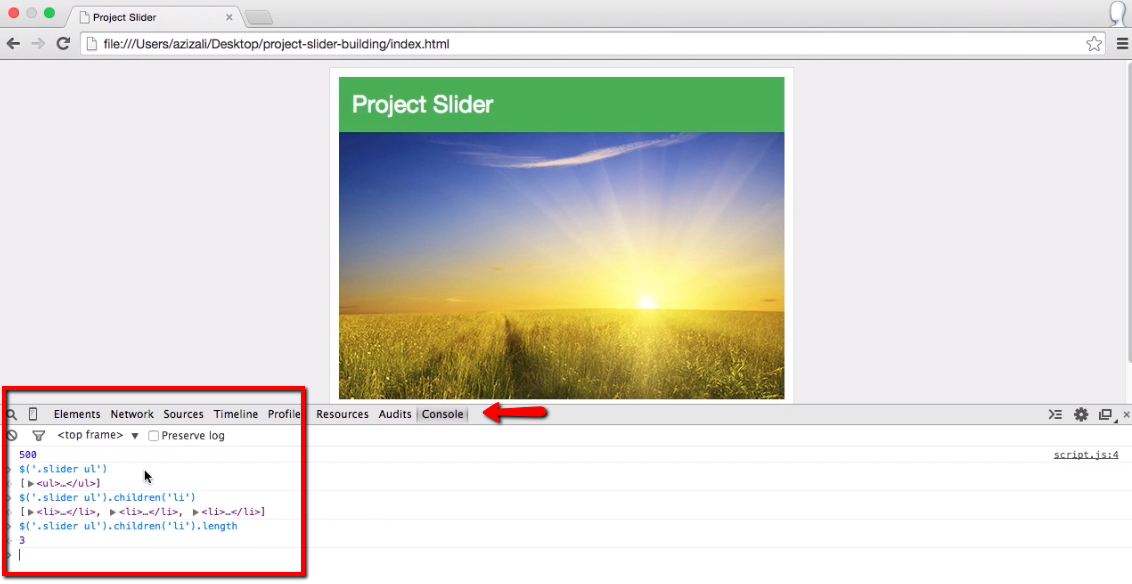 Project Slider
file:///Users/azizali/Desktop/project-slider-building/index.html
Project Slider
Elements Network Sources Timeline Profile Resources Audits Console
<top frame> Preserve log
500 script.js:4
$('.slider ul')
[<ul>…</ul>]
$('.slider ul').children('li')
[<li>…</li>, <li>…</li>, <li>…</li>]
$('.slider ul').children('li').length
3